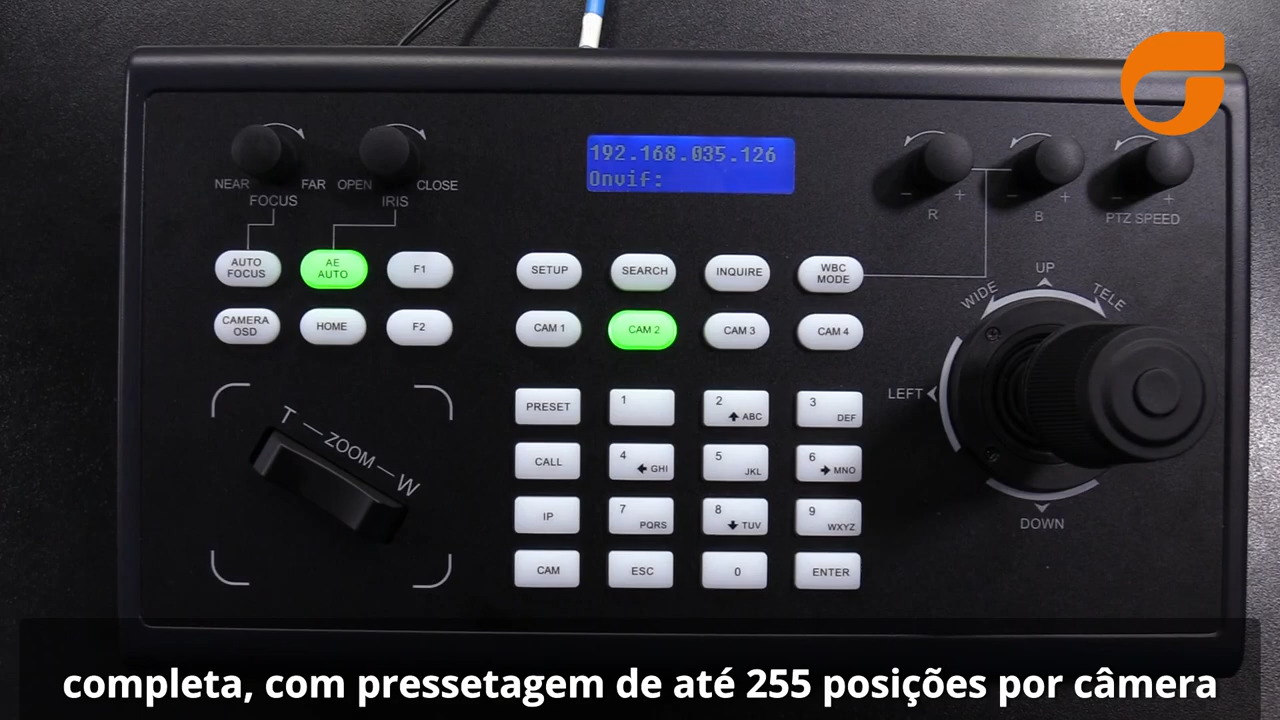 192.168.035.126
Onvif:
NEAR FAR
FOCUS
OPEN CLOSE
IRIS
- + R
- + B
- + PTZ SPEED
AUTO FOCUS
AE AUTO
F1
SETUP
SEARCH
INQUIRE
WBC MODE
CAMERA OSD
HOME
F2
CAM 1
CAM 2
CAM 3
CAM 4
UP
WIDE TELE
LEFT
DOWN
T — ZOOM — W
PRESET
1
2 ABC
3 DEF
CALL
4 GHI
5 JKL
6 MNO
IP
7 PQRS
8 TUV
9 WXYZ
CAM
ESC
0
ENTER
completa, com pressetagem de até 255 posições por câmera